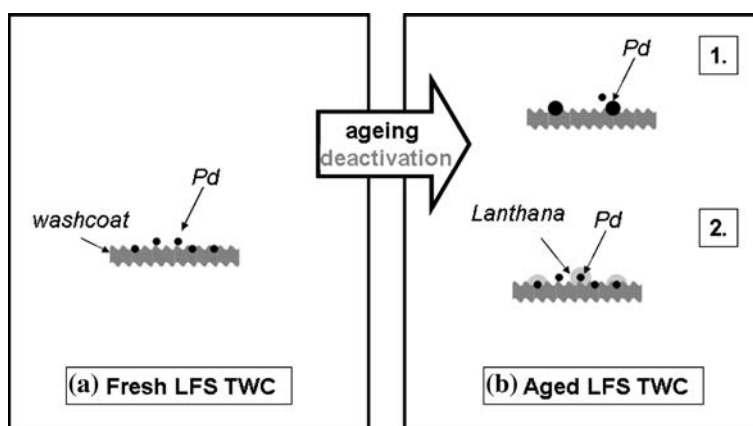 washcoat
Pd
(a) Fresh LFS TWC
ageing
deactivation
1.
Pd
2.
Lanthana
Pd
(b) Aged LFS TWC